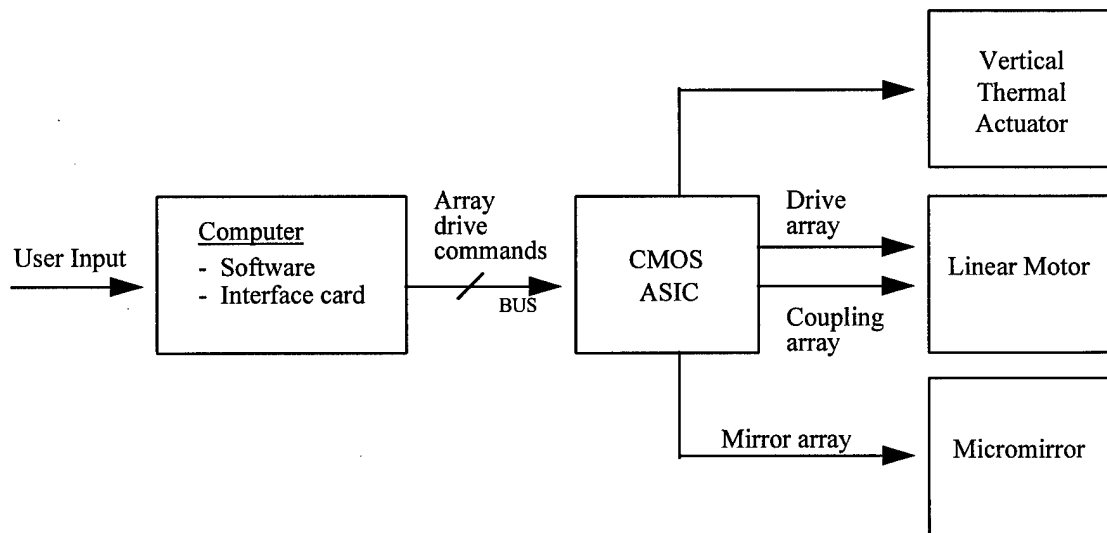 User Input
Computer
- Software
- Interface card
Array
drive
commands
BUS
CMOS
ASIC
Vertical
Thermal
Actuator
Drive
array
Coupling
array
Linear Motor
Mirror array
Micromirror